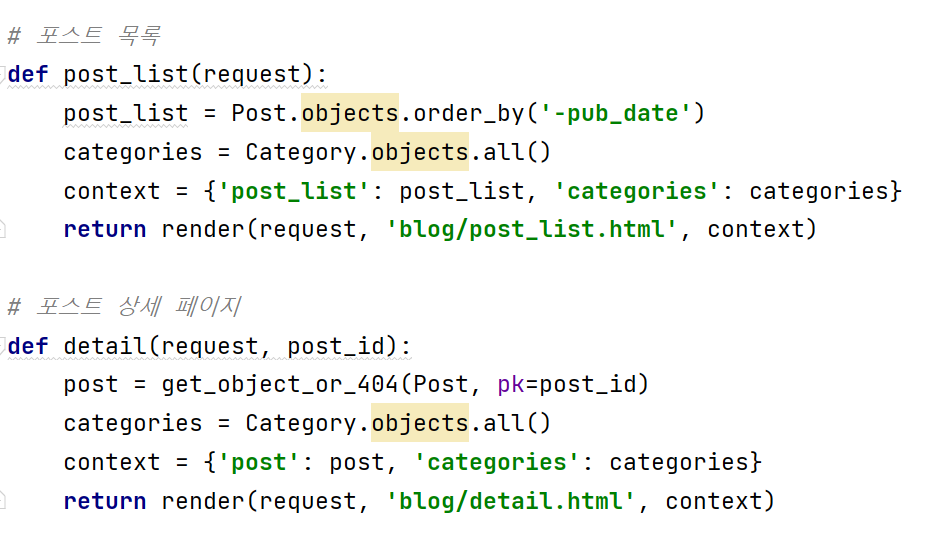 # 포스트 목록
def post_list(request):
    post_list = Post.objects.order_by('-pub_date')
    categories = Category.objects.all()
    context = {'post_list': post_list, 'categories': categories}
    return render(request, 'blog/post_list.html', context)

# 포스트 상세 페이지
def detail(request, post_id):
    post = get_object_or_404(Post, pk=post_id)
    categories = Category.objects.all()
    context = {'post': post, 'categories': categories}
    return render(request, 'blog/detail.html', context)